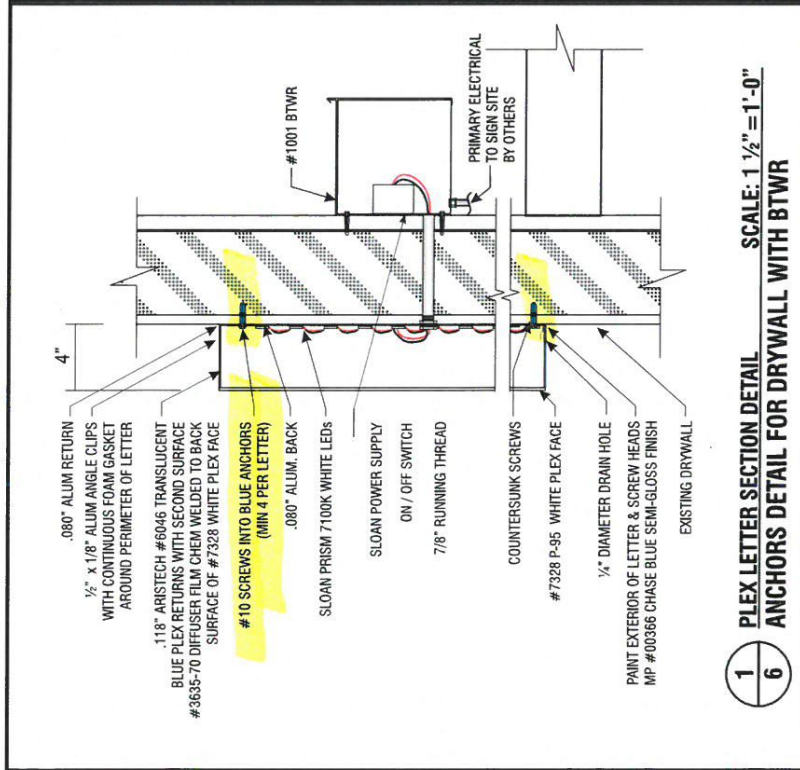 4"
.080" ALUM RETURN
½" x 1/8" ALUM ANGLE CLIPS
WITH CONTINUOUS FOAM GASKET
AROUND PERIMETER OF LETTER
.118" ARISTECH #6046 TRANSLUCENT
BLUE PLEX RETURNS WITH SECOND SURFACE
#3635-70 DIFFUSER FILM CHEM WELDED TO BACK
SURFACE OF #7328 WHITE PLEX FACE
#10 SCREWS INTO BLUE ANCHORS
(MIN 4 PER LETTER)
.080" ALUM. BACK
SLOAN PRISM 7100K WHITE LEDs
SLOAN POWER SUPPLY
ON / OFF SWITCH
7/8" RUNNING THREAD
COUNTERSUNK SCREWS
#7328 P-95 WHITE PLEX FACE
¼" DIAMETER DRAIN HOLE
PAINT EXTERIOR OF LETTER & SCREW HEADS
MP #00366 CHASE BLUE SEMI-GLOSS FINISH
EXISTING DRYWALL
#1001 BTWR
PRIMARY ELECTRICAL
TO SIGN SITE
BY OTHERS
1
6
PLEX LETTER SECTION DETAIL SCALE: 1 ½" = 1'-0"
ANCHORS DETAIL FOR DRYWALL WITH BTWR